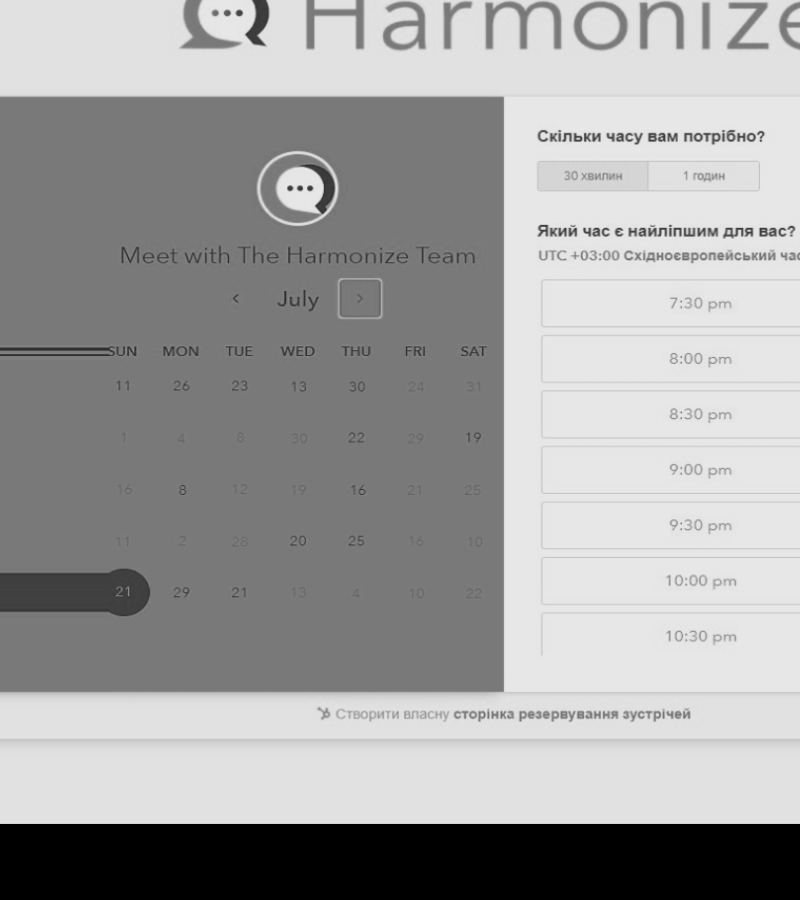 Harmonize
Meet with The Harmonize Team
July
SUN MON TUE WED THU FRI SAT
11 26 23 13 30 24 31
1 4 6 30 22 29 19
16 8 12 19 16 21 25
11 2 28 20 25 16 10
21 29 21 13 4 10 22
Скільки часу вам потрібно?
30 хвилин 1 годин
Який час є найліпшим для вас?
UTC +03:00 Східноєвропейський час
7:30 pm
8:00 pm
8:30 pm
9:00 pm
9:30 pm
10:00 pm
10:30 pm
Створити власну сторінка резервування зустрічей